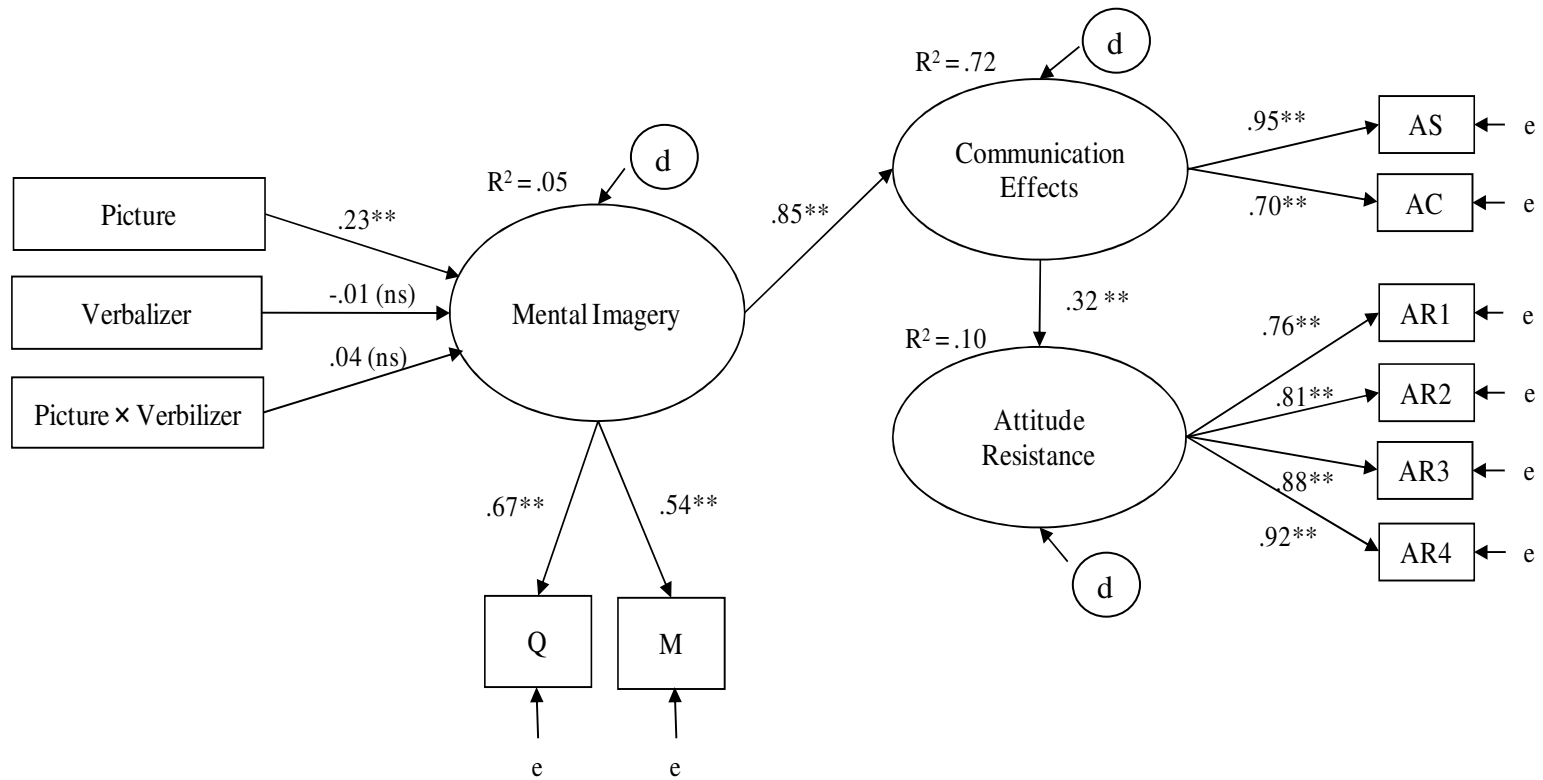 d
R² = .72
.95**
AS
e
Communication
Effects
d
R² = .05
Picture
.23**
.85**
.70**
AC
e
Verbalizer
-.01 (ns)
Mental Imagery
.32 **
.76**
AR1
e
R² = .10
.04 (ns)
Picture × Verbilizer
Attitude
Resistance
.81**
AR2
e
.88**
AR3
e
.92**
AR4
e
.67**
.54**
d
Q
M
e
e